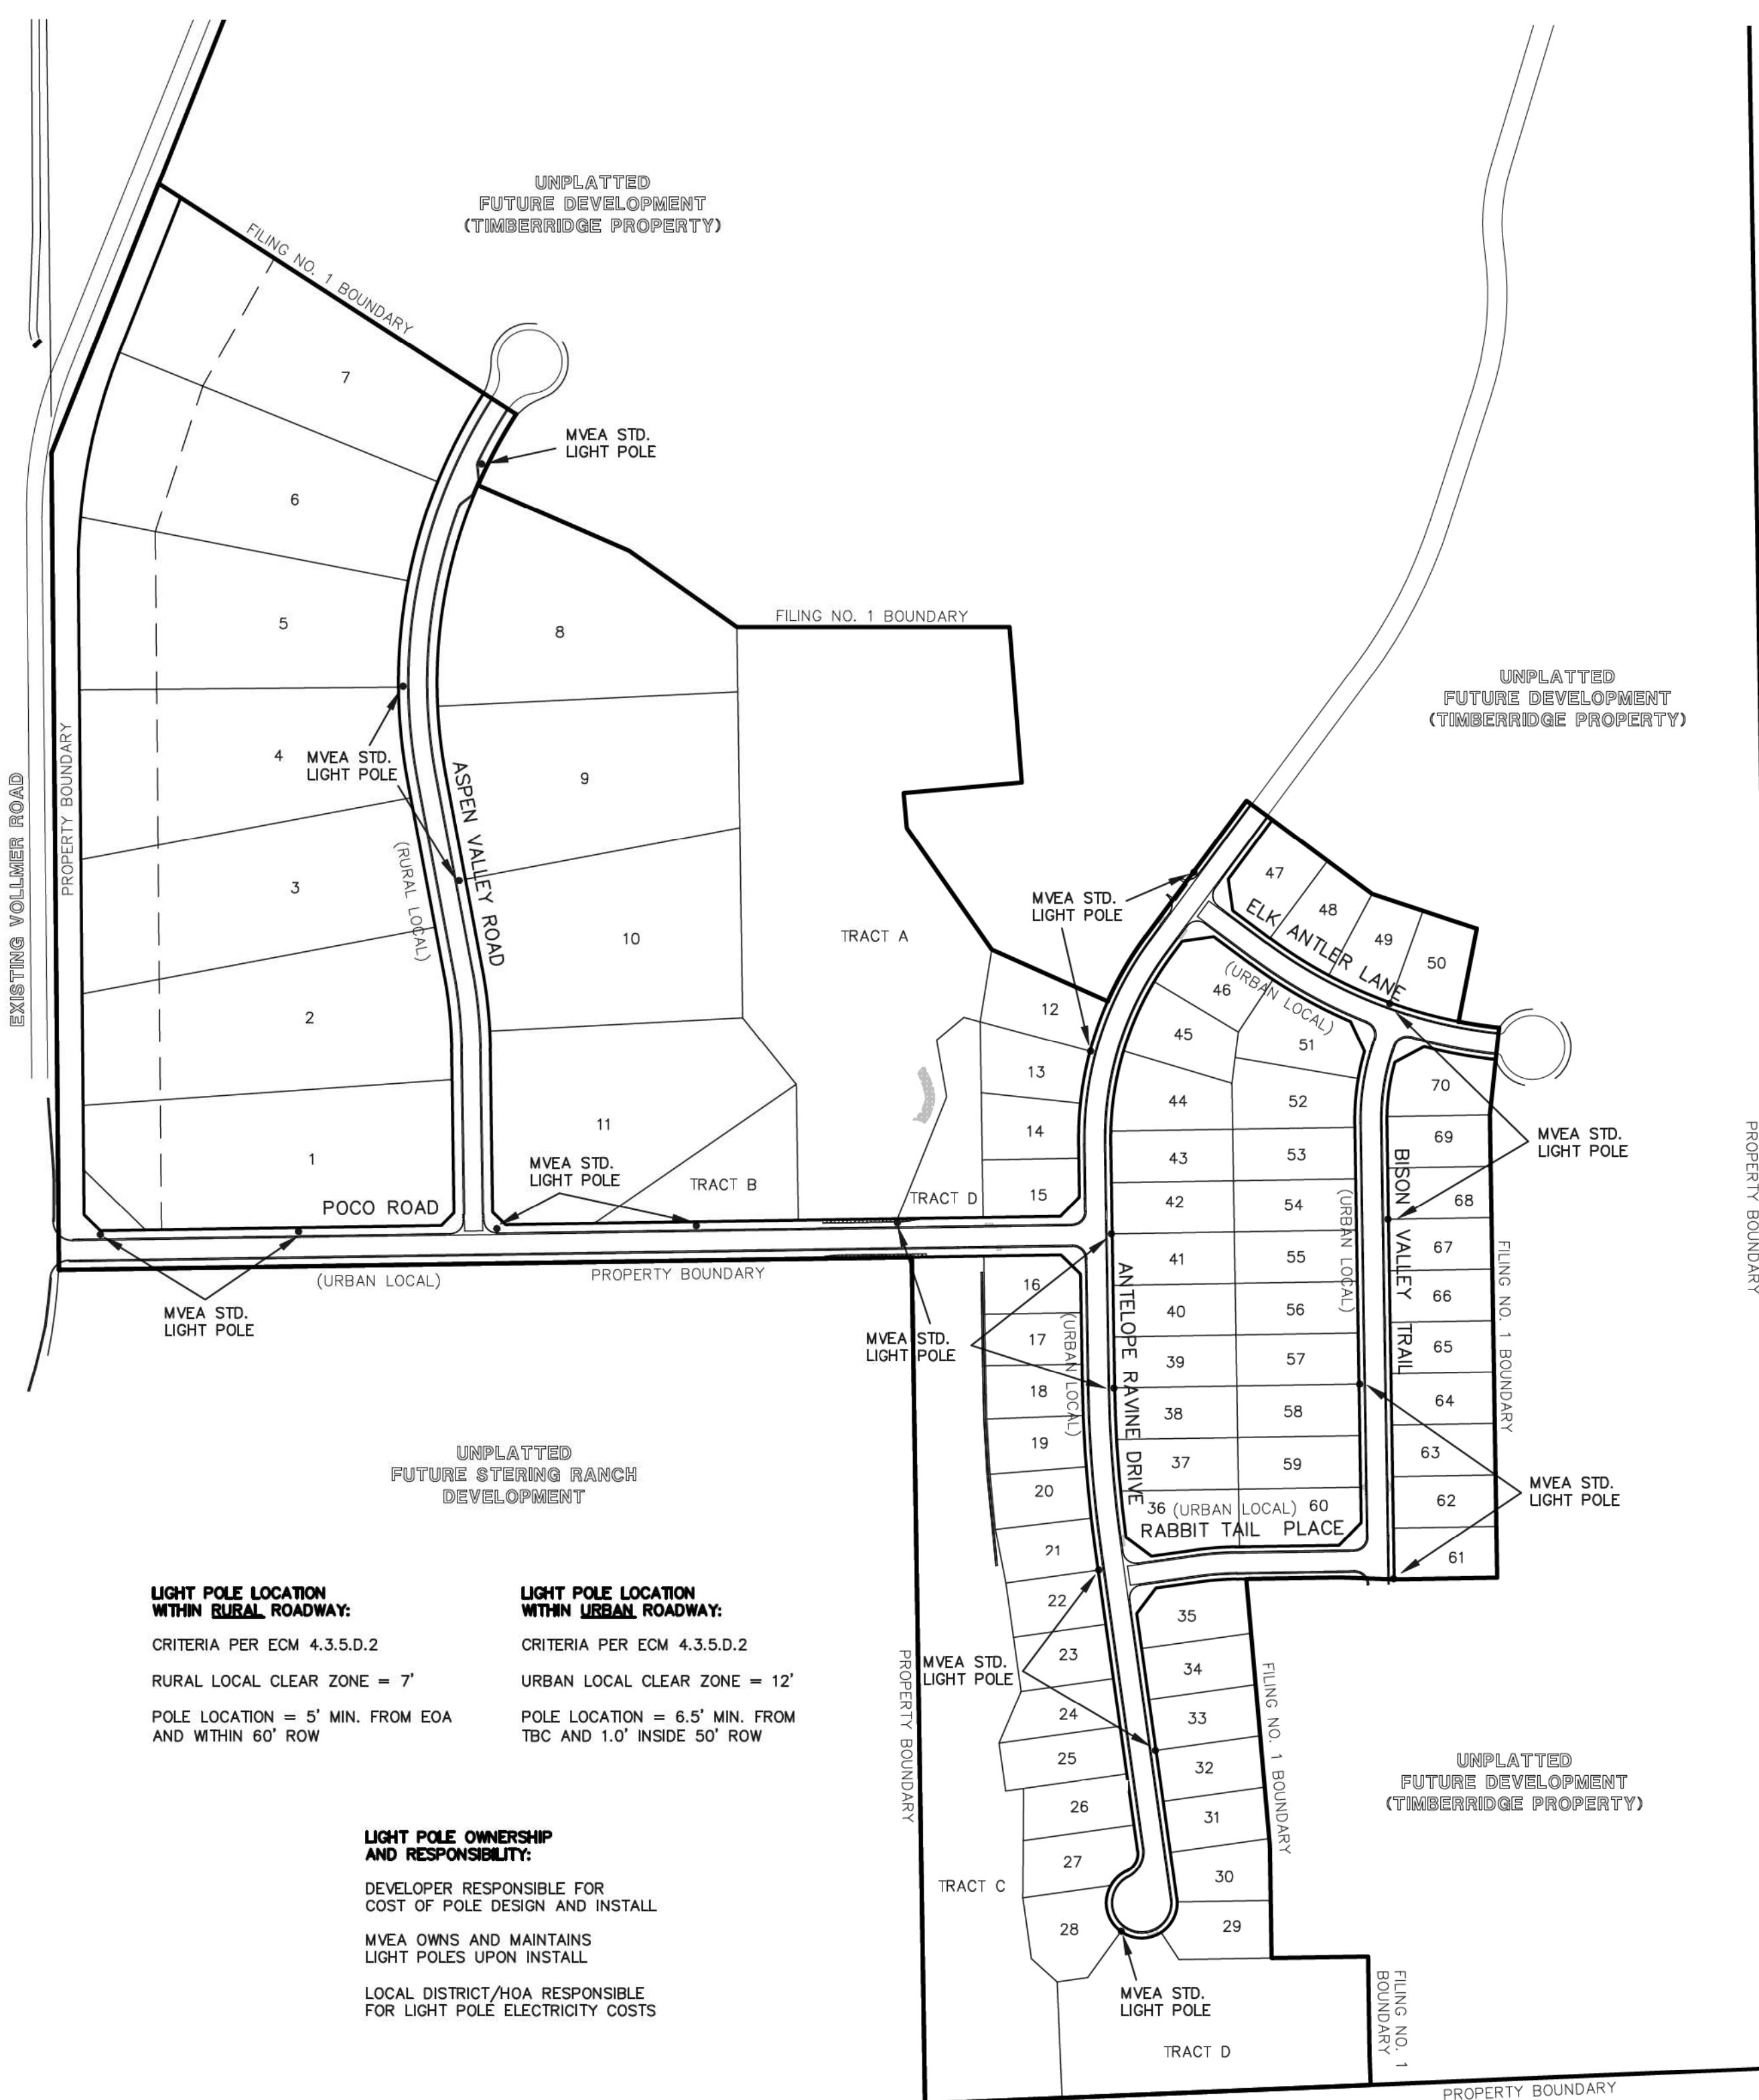 UNPLATTED
FUTURE DEVELOPMENT
(TIMBERRIDGE PROPERTY)
FILING NO. 1 BOUNDARY
7
MVEA STD.
LIGHT POLE
6
5
8
FILING NO. 1 BOUNDARY
UNPLATTED
FUTURE DEVELOPMENT
(TIMBERRIDGE PROPERTY)
EXISTING VOLLMER ROAD
PROPERTY BOUNDARY
4
MVEA STD.
LIGHT POLE
ASPEN VALLEY ROAD
(RURAL LOCAL)
9
3
10
TRACT A
MVEA STD.
LIGHT POLE
47
48
49
50
ELK ANTLER LANE
(URBAN LOCAL)
46
2
12
45
51
13
70
44
52
11
14
69
MVEA STD.
LIGHT POLE
PROPERTY BOUNDARY
1
43
53
MVEA STD.
LIGHT POLE
TRACT B
TRACT D
15
42
54
68
POCO ROAD
(URBAN LOCAL)
BISON VALLEY TRAIL
67
41
55
(URBAN LOCAL)
PROPERTY BOUNDARY
16
FILING NO. 1 BOUNDARY
66
MVEA STD.
LIGHT POLE
40
56
MVEA STD.
LIGHT POLE
17
(URBAN LOCAL)
ANTELOPE RAVINE DRIVE
65
39
57
18
64
38
58
19
63
37
59
UNPLATTED
FUTURE STERING RANCH
DEVELOPMENT
20
62
MVEA STD.
LIGHT POLE
36 (URBAN LOCAL) 60
RABBIT TAIL PLACE
21
61
22
35
23
34
MVEA STD.
LIGHT POLE
24
33
25
32
26
31
27
30
28
29
PROPERTY BOUNDARY
FILING NO. 1 BOUNDARY
UNPLATTED
FUTURE DEVELOPMENT
(TIMBERRIDGE PROPERTY)
TRACT C
MVEA STD.
LIGHT POLE
FILING NO. 1
BOUNDARY
TRACT D
PROPERTY BOUNDARY
LIGHT POLE LOCATION
WITHIN RURAL ROADWAY:
CRITERIA PER ECM 4.3.5.D.2
RURAL LOCAL CLEAR ZONE = 7'
POLE LOCATION = 5' MIN. FROM EOA
AND WITHIN 60' ROW
LIGHT POLE LOCATION
WITHIN URBAN ROADWAY:
CRITERIA PER ECM 4.3.5.D.2
URBAN LOCAL CLEAR ZONE = 12'
POLE LOCATION = 6.5' MIN. FROM
TBC AND 1.0' INSIDE 50' ROW
LIGHT POLE OWNERSHIP
AND RESPONSIBILITY:
DEVELOPER RESPONSIBLE FOR
COST OF POLE DESIGN AND INSTALL
MVEA OWNS AND MAINTAINS
LIGHT POLES UPON INSTALL
LOCAL DISTRICT/HOA RESPONSIBLE
FOR LIGHT POLE ELECTRICITY COSTS